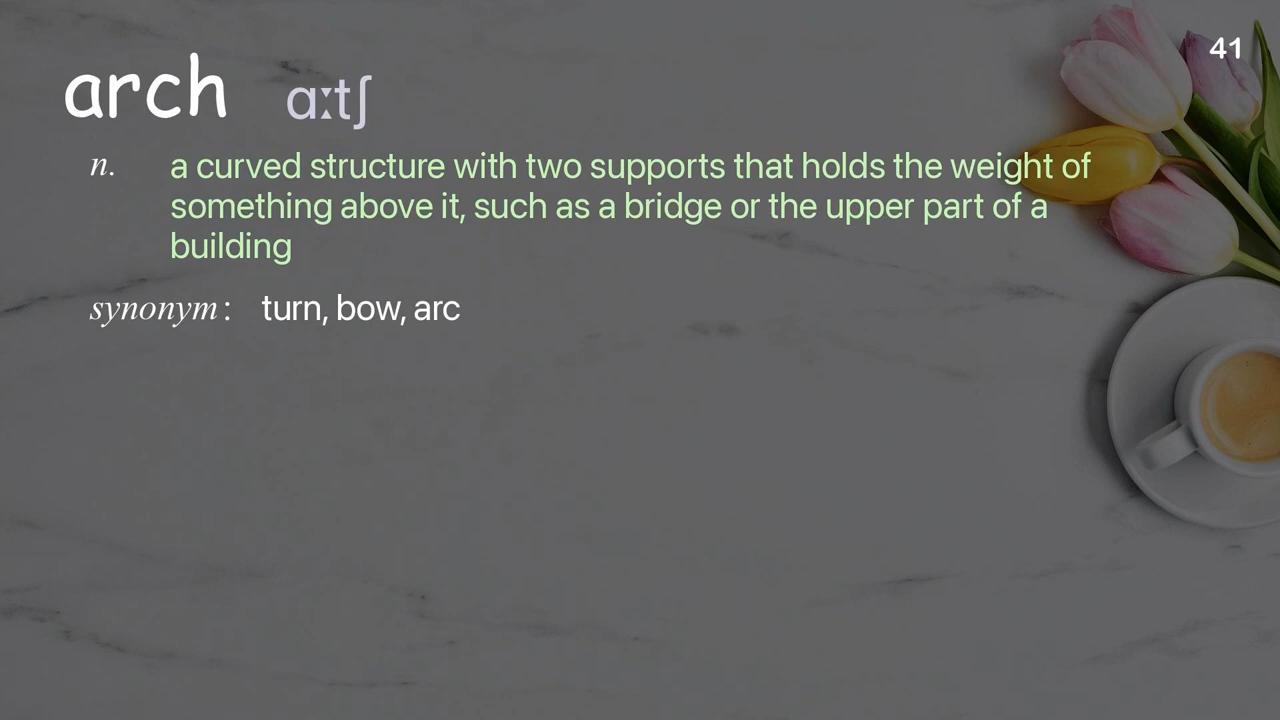 41
arch ɑːtʃ
n. a curved structure with two supports that holds the weight of
something above it, such as a bridge or the upper part of a
building
synonym: turn, bow, arc